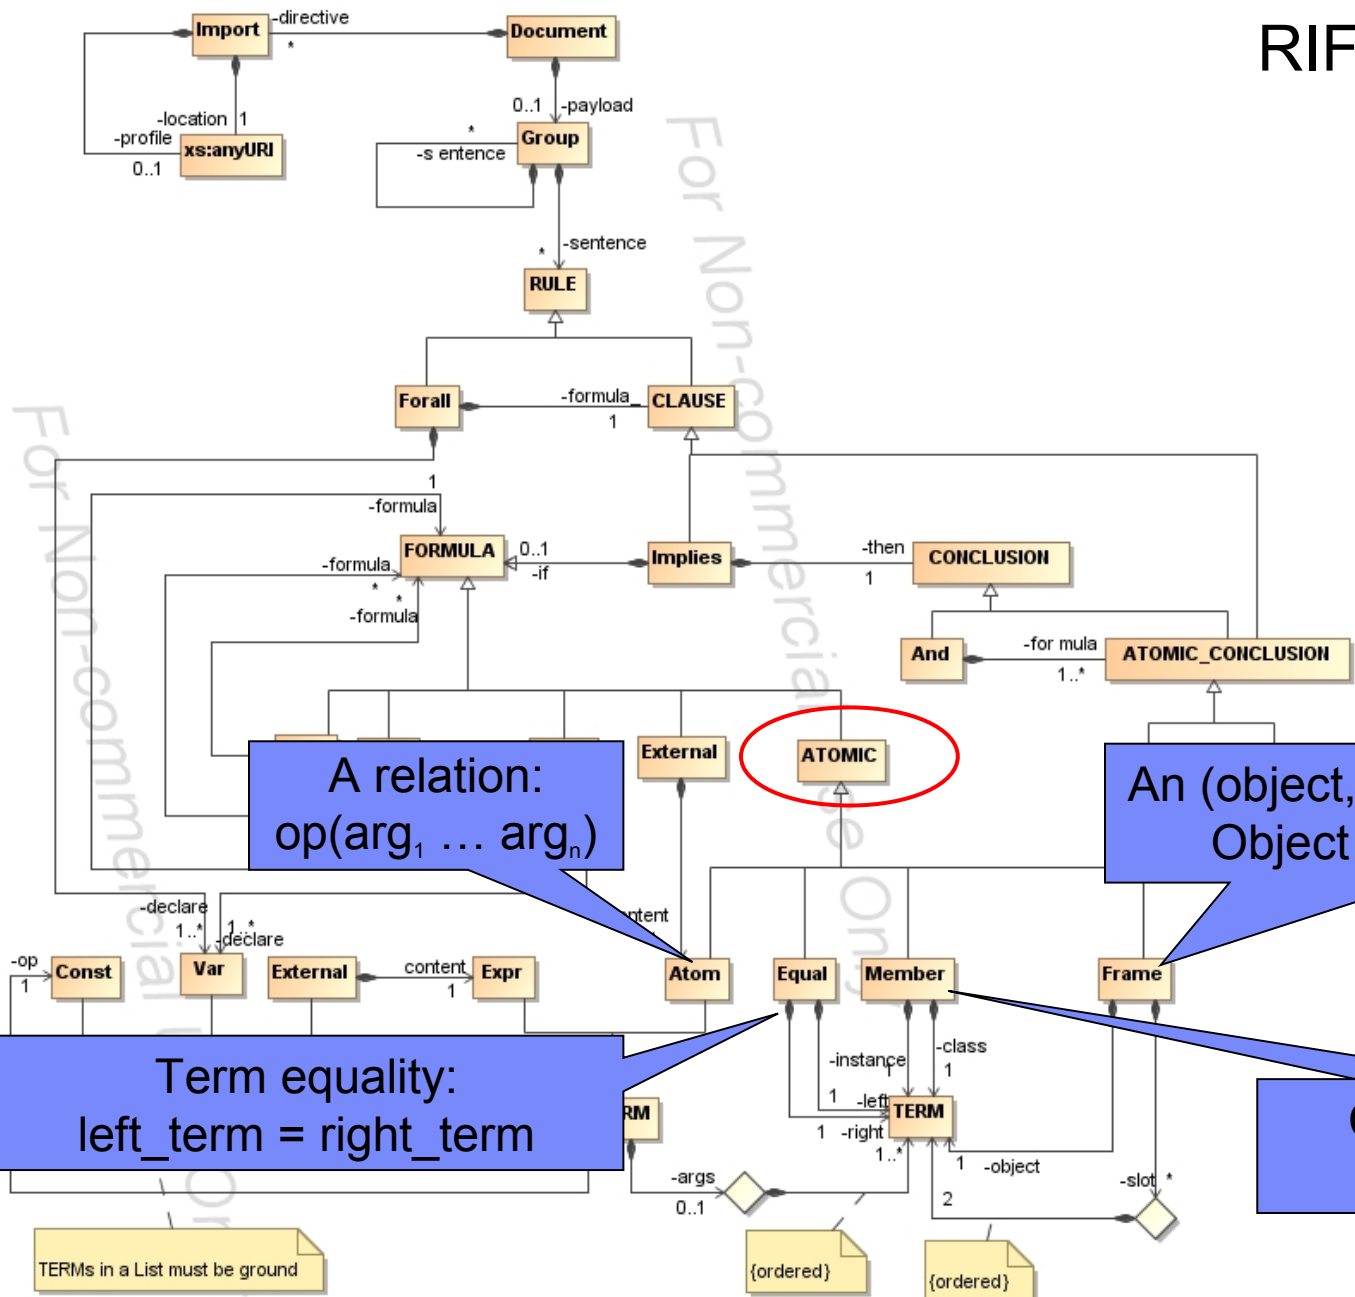 RIF
Import
-directive
*
Document
-location
1
-profile
0..1
xs:anyURI
0..1
-payload
*
-s entence
Group
-sentence
*
RULE
Forall
-formula_
1
CLAUSE
1
-formula
FORMULA
0..1
-if
-formula
*
*
-formula
Implies
-then
1
CONCLUSION
And
-for mula
1..*
ATOMIC_CONCLUSION
External
ATOMIC
A relation:
op(arg1 … argn)
An (object,
Object
-declare
1..*
1..*
-declare
-op
1
Const
Var
External
content
1
Expr
Atom
Equal
Member
Frame
Term equality:
left_term = right_term
-instance
1
-class
1
1
-left
1
-right
TERM
1..*
1
-object
-args
0..1
2
-slot
*
TERMs in a List must be ground
{ordered}
{ordered}
For Non-commercial
For Non-commercial Use Only